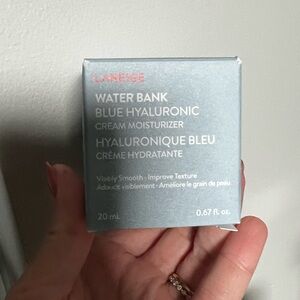 LANEIGE
WATER BANK
BLUE HYALURONIC
CREAM MOISTURIZER
HYALURONIQUE BLEU
CRÈME HYDRATANTE
Visibly Smooth · Improve Texture
Adoucit visiblement · Améliore le grain de peau
20 mL 0.67 fl. oz.